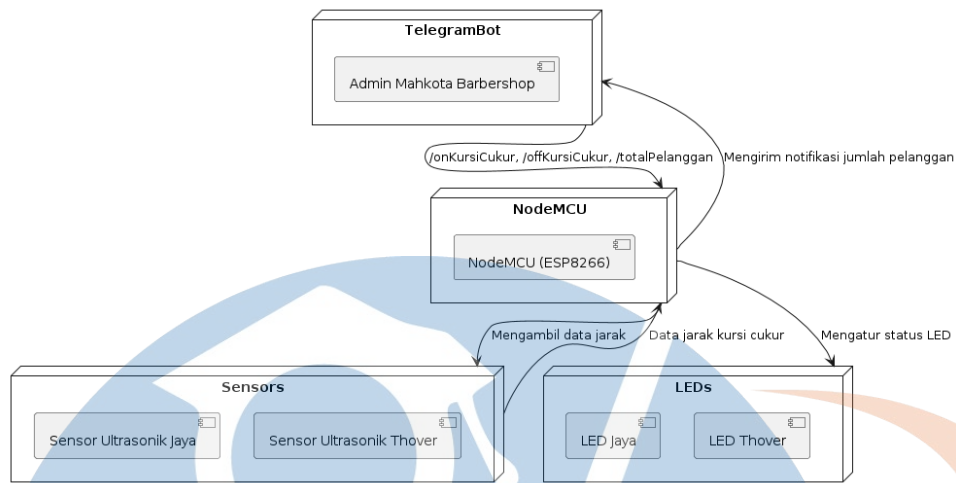 TelegramBot
Admin Mahkota Barbershop
/onKursiCukur, /offKursiCukur, /totalPelanggan
Mengirim notifikasi jumlah pelanggan
NodeMCU
NodeMCU (ESP8266)
Mengambil data jarak
Data jarak kursi cukur
Mengatur status LED
Sensors
Sensor Ultrasonik Jaya
Sensor Ultrasonik Thover
LEDs
LED Jaya
LED Thover